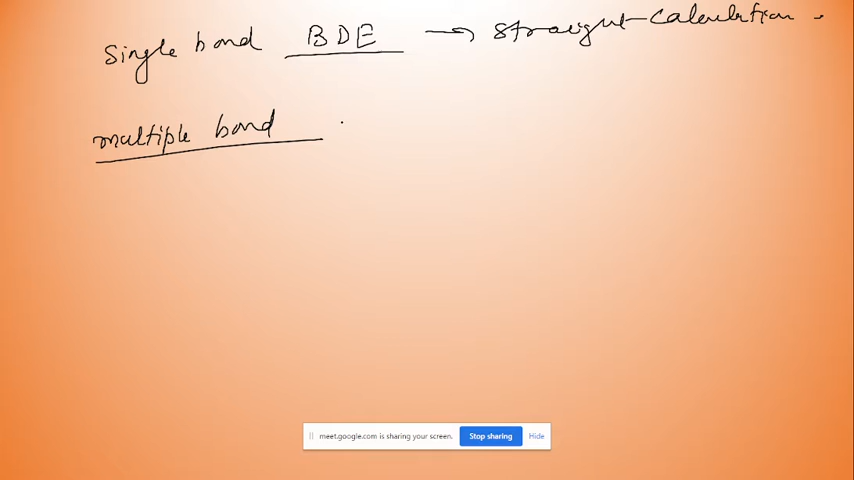 Single bond BDE → straight-calculation.
multiple bond
meet.google.com is sharing your screen. Stop sharing Hide